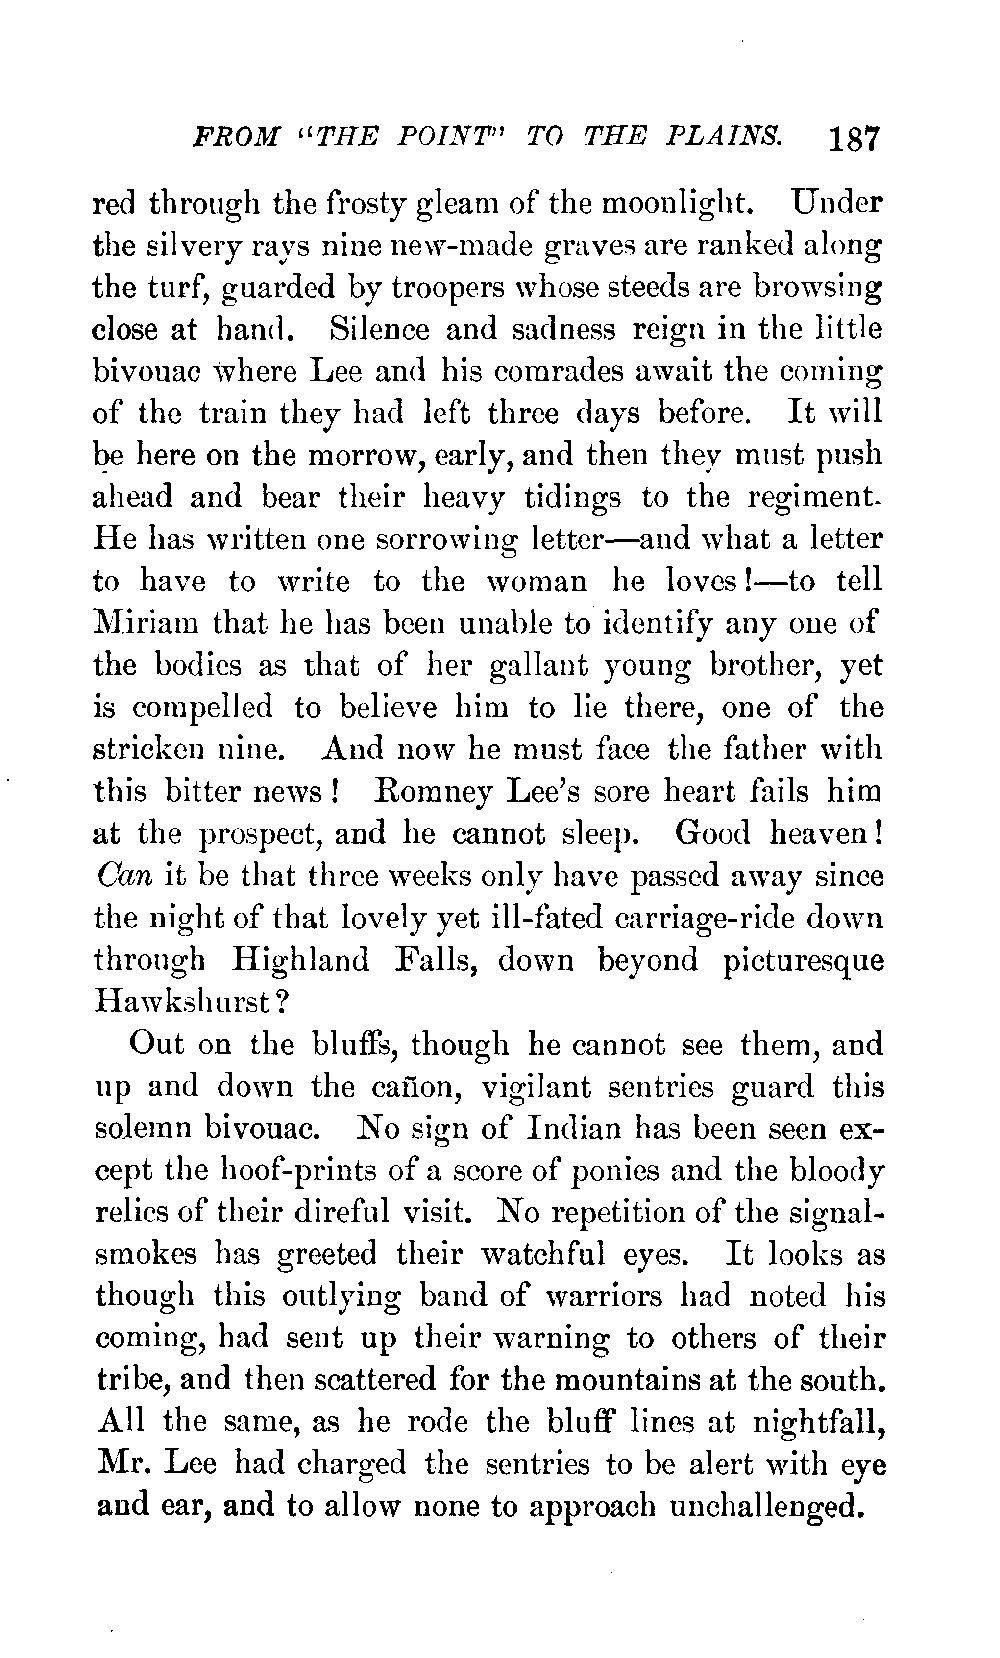 FROM "THE POINT" TO THE PLAINS. 187
red through the frosty gleam of the moonlight. Under
the silvery rays nine new-made graves are ranked along
the turf, guarded by troopers whose steeds are browsing
close at hand. Silence and sadness reign in the little
bivouac where Lee and his comrades await the coming
of the train they had left three days before. It will
be here on the morrow, early, and then they must push
ahead and bear their heavy tidings to the regiment.
He has written one sorrowing letter—and what a letter
to have to write to the woman he loves!—to tell
Miriam that he has been unable to identify any one of
the bodies as that of her gallant young brother, yet
is compelled to believe him to lie there, one of the
stricken nine. And now he must face the father with
this bitter news! Romney Lee's sore heart fails him
at the prospect, and he cannot sleep. Good heaven!
Can it be that three weeks only have passed away since
the night of that lovely yet ill-fated carriage-ride down
through Highland Falls, down beyond picturesque
Hawkshurst?
Out on the bluffs, though he cannot see them, and
up and down the cañon, vigilant sentries guard this
solemn bivouac. No sign of Indian has been seen ex-
cept the hoof-prints of a score of ponies and the bloody
relics of their direful visit. No repetition of the signal-
smokes has greeted their watchful eyes. It looks as
though this outlying band of warriors had noted his
coming, had sent up their warning to others of their
tribe, and then scattered for the mountains at the south.
All the same, as he rode the bluff lines at nightfall,
Mr. Lee had charged the sentries to be alert with eye
and ear, and to allow none to approach unchallenged.